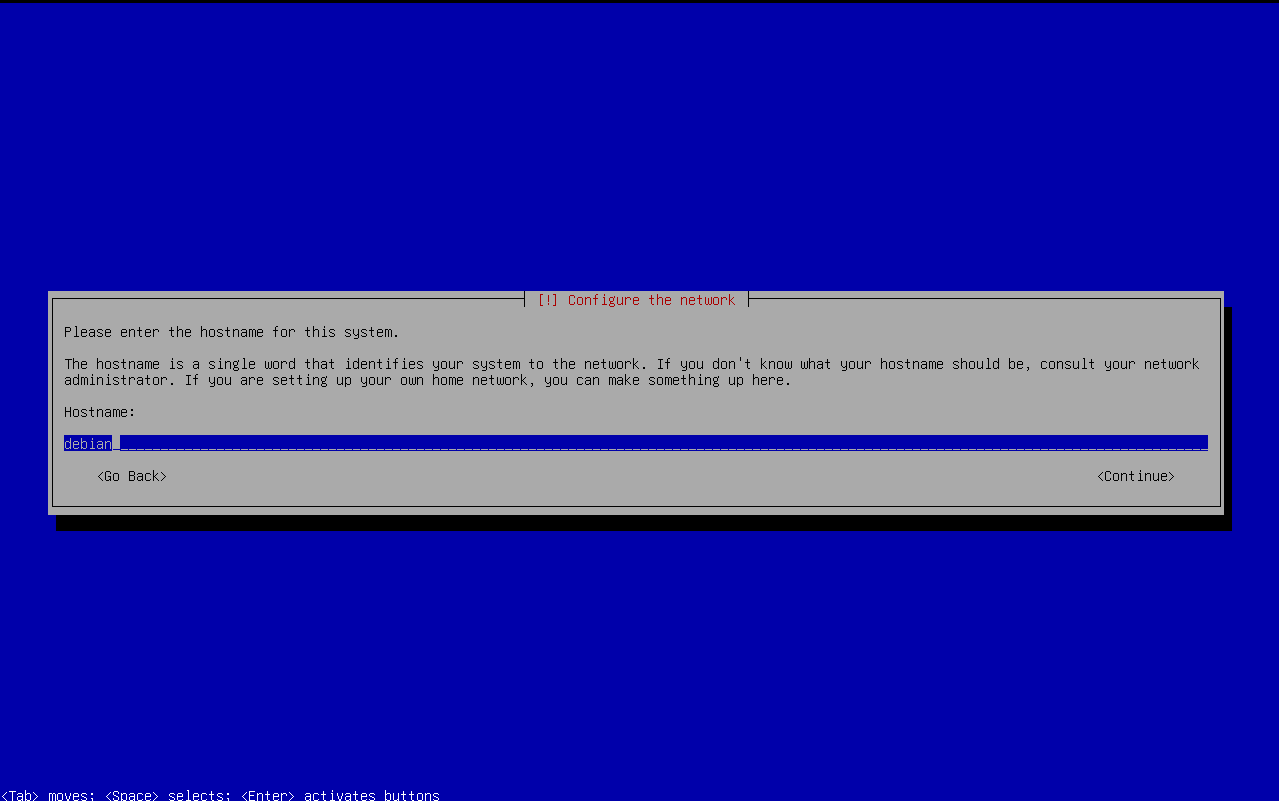 [!] Configure the network
Please enter the hostname for this system.
The hostname is a single word that identifies your system to the network. If you don't know what your hostname should be, consult your network
administrator. If you are setting up your own home network, you can make something up here.
Hostname:
debian
<Go Back> <Continue>
<Tab> moves; <Space> selects; <Enter> activates buttons